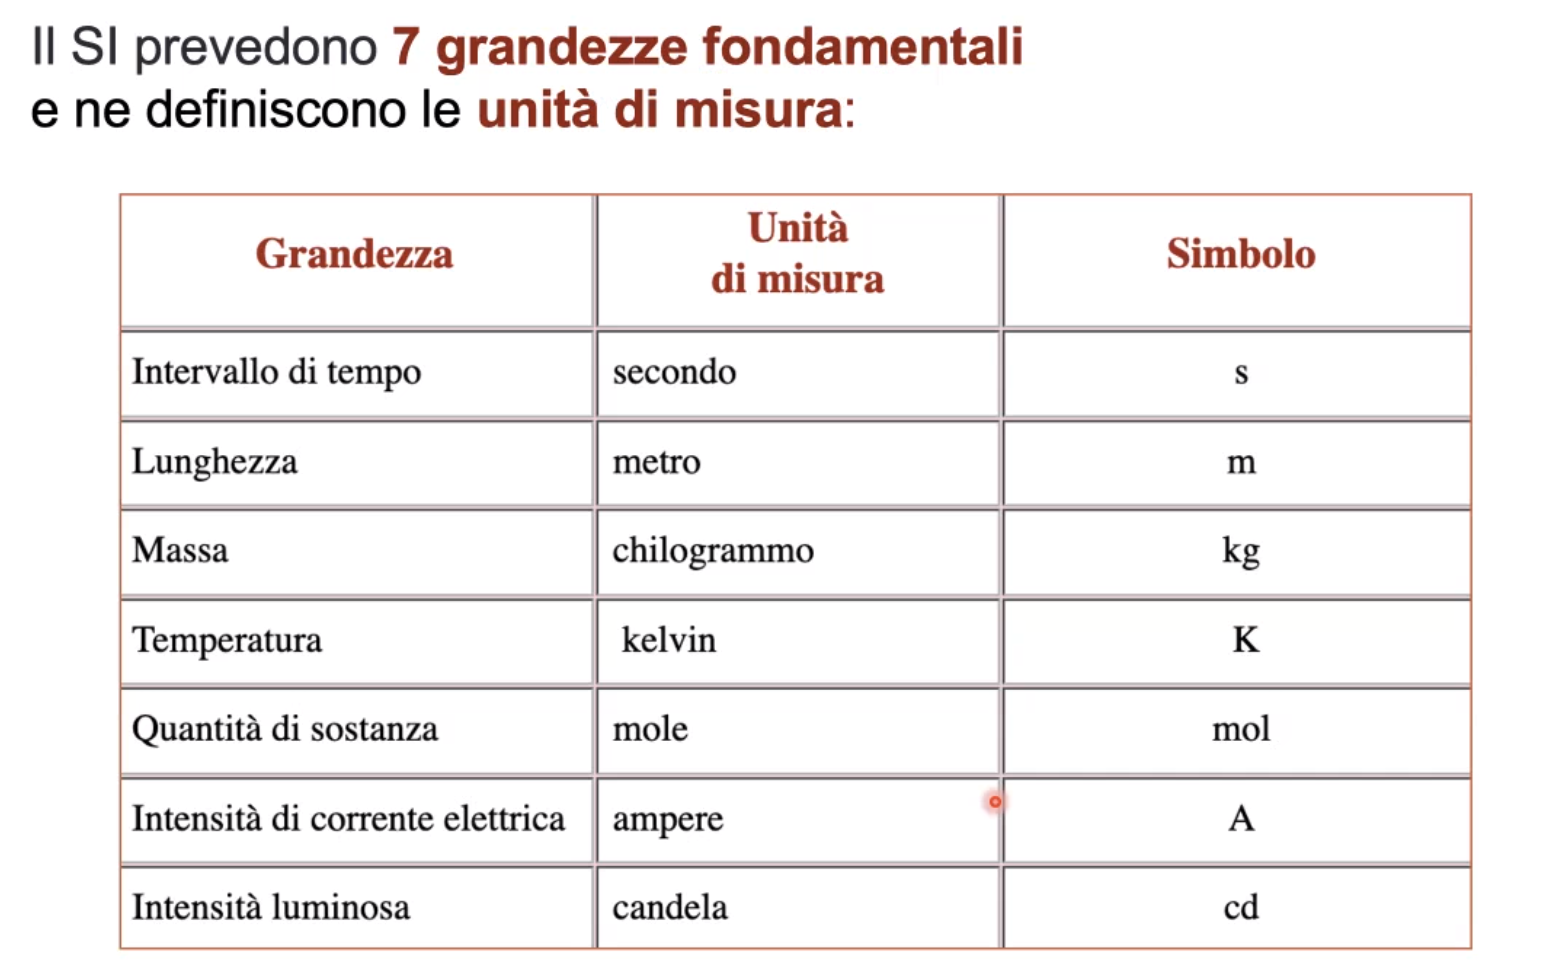 Il SI prevedono 7 grandezze fondamentali
e ne definiscono le unità di misura:
Grandezza Unità di misura Simbolo
Intervallo di tempo secondo s
Lunghezza metro m
Massa chilogrammo kg
Temperatura kelvin K
Quantità di sostanza mole mol
Intensità di corrente elettrica ampere A
Intensità luminosa candela cd